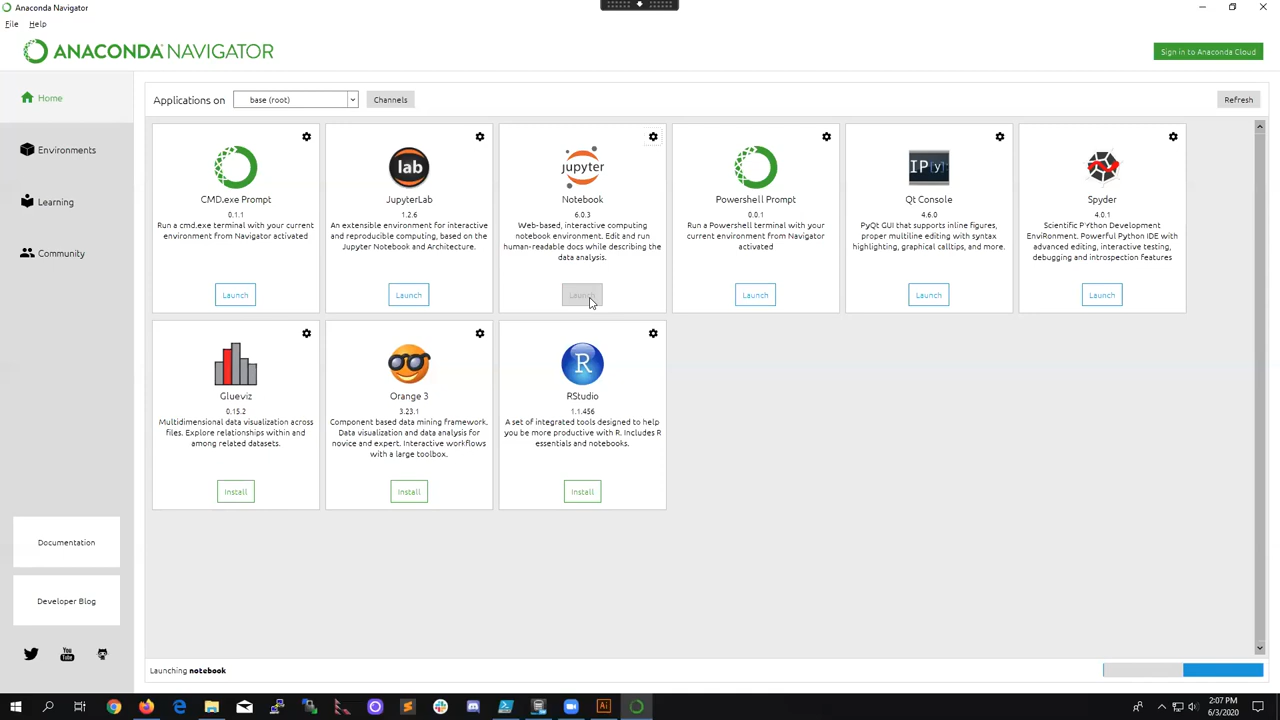 Anaconda Navigator
File Help
ANACONDA NAVIGATOR
Sign in to Anaconda Cloud
Home
Environments
Learning
Community
Documentation
Developer Blog
You Tube
Applications on base (root) Channels Refresh
CMD.exe Prompt
0.1.1
Run a cmd.exe terminal with your current
environment from Navigator activated
Launch
lab
JupyterLab
1.2.6
An extensible environment for interactive
and reproducible computing, based on the
Jupyter Notebook and Architecture.
Launch
jupyter
Notebook
6.0.3
Web-based, interactive computing
notebook environment. Edit and run
human-readable docs while describing the
data analysis.
Launch
Powershell Prompt
0.0.1
Run a Powershell terminal with your
current environment from Navigator
activated
Launch
IP[y]
Qt Console
4.6.0
PyQt GUI that supports inline figures,
proper multiline editing with syntax
highlighting, graphical calltips, and more.
Launch
Spyder
4.0.1
Scientific PYthon Development
EnviRonment. Powerful Python IDE with
advanced editing, interactive testing,
debugging and introspection features
Launch
Glueviz
0.15.2
Multidimensional data visualization across
files. Explore relationships within and
among related datasets.
Install
Orange 3
3.23.1
Component based data mining framework.
Data visualization and data analysis for
novice and expert. Interactive workflows
with a large toolbox.
Install
R
RStudio
1.1.456
A set of integrated tools designed to help
you be more productive with R. Includes R
essentials and notebooks.
Install
Launching notebook
Ai
2:07 PM
6/3/2020